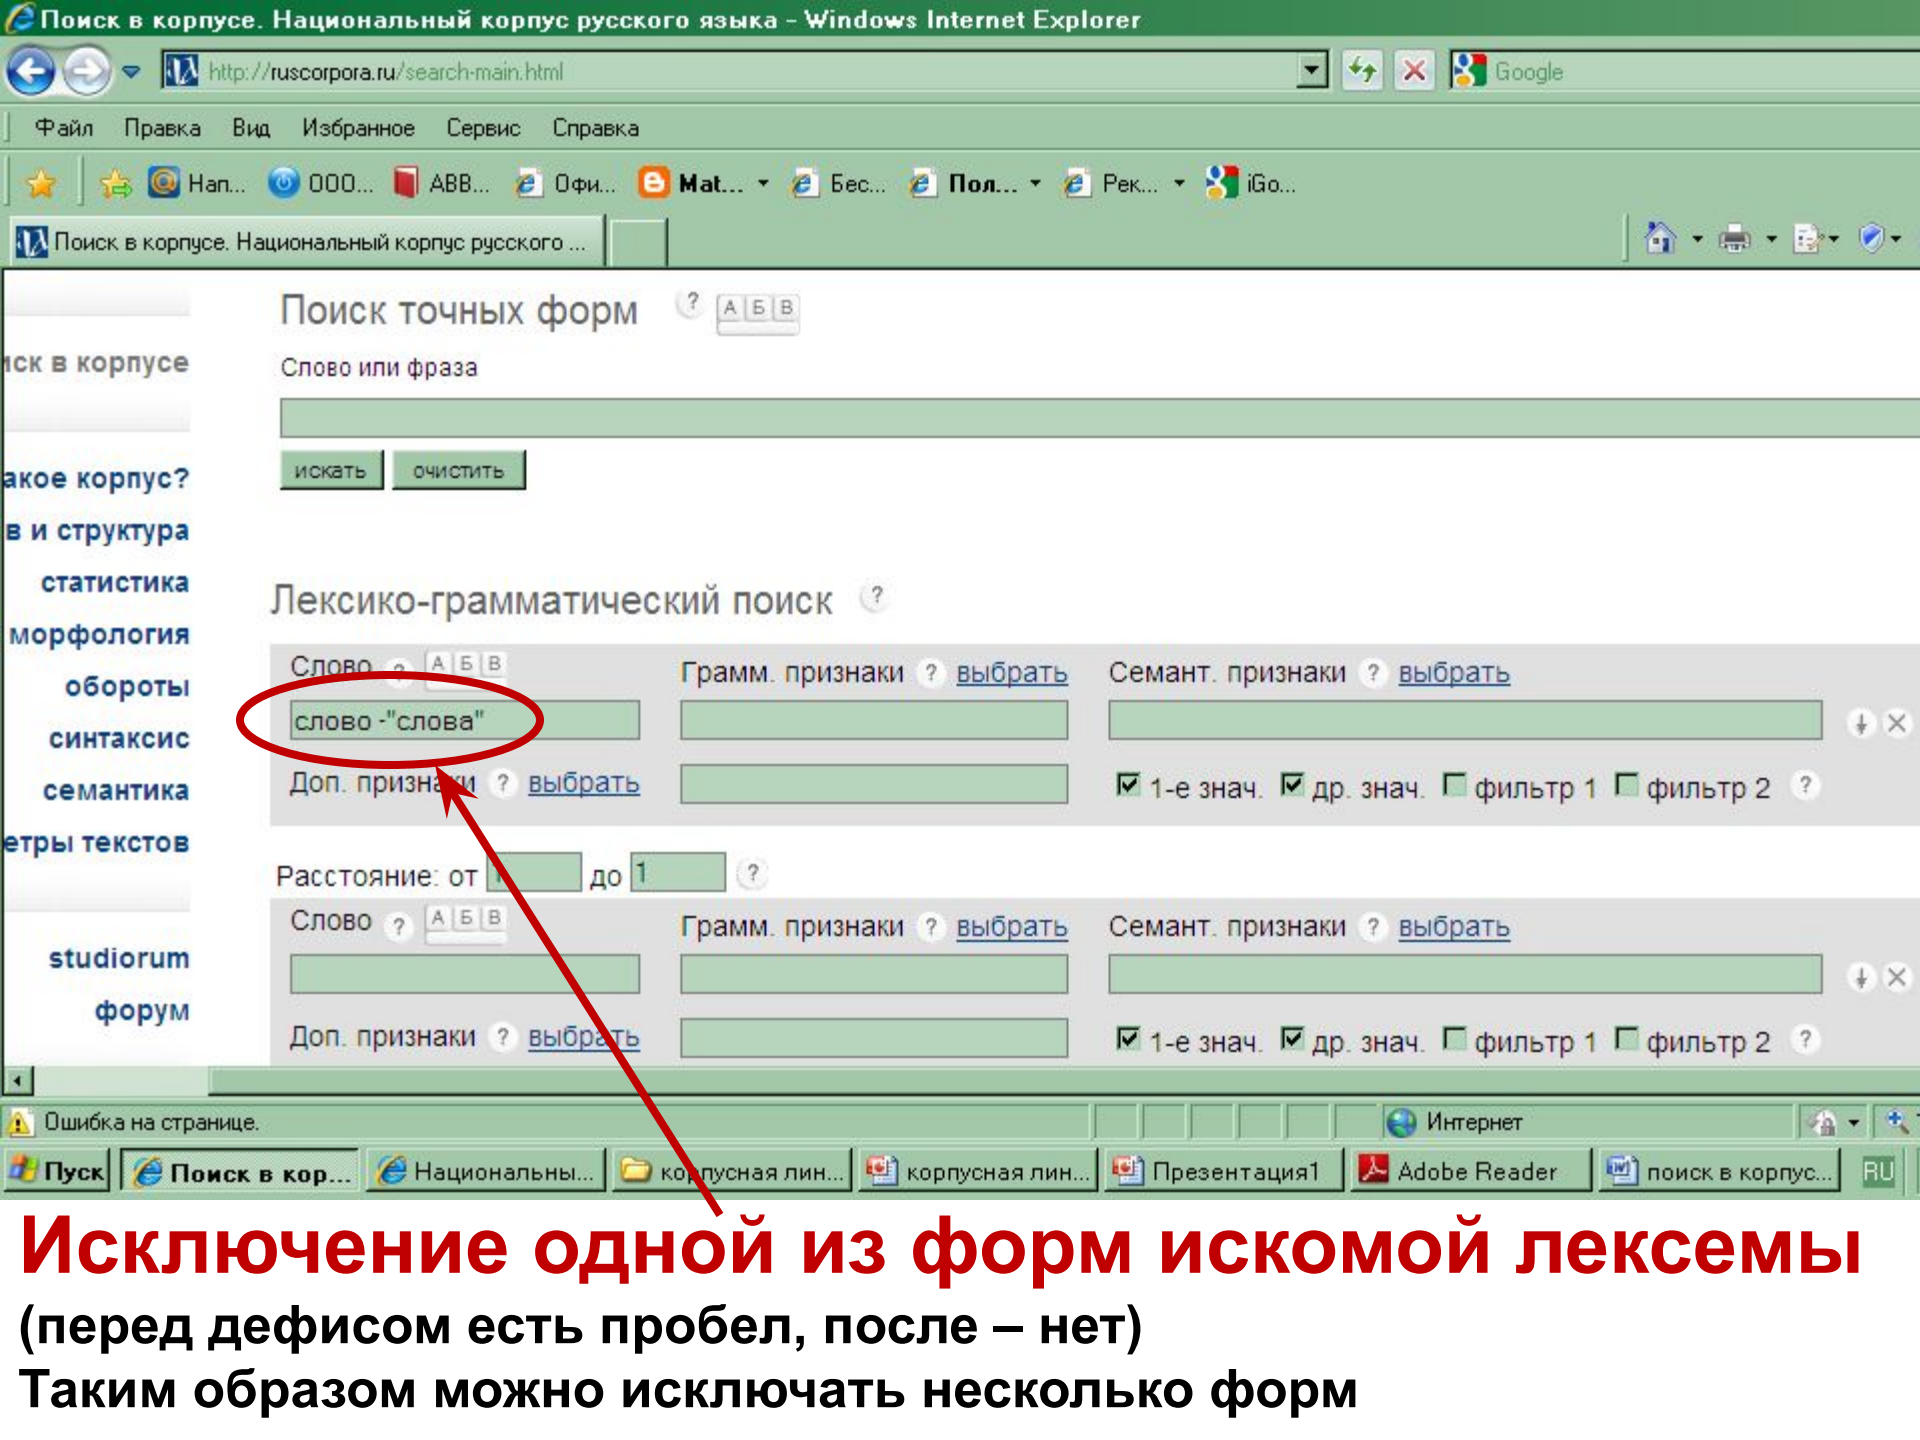 Поиск в корпусе. Национальный корпус русского языка - Windows Internet Explorer
http://ruscorpora.ru/search-main.html Google
Файл Правка Вид Избранное Сервис Справка
Нап... ООО... ABB... Офи... Mat... Бес... Пол... Рек... iGo...
Поиск в корпусе. Национальный корпус русского ...
Поиск точных форм ? А Б В
иск в корпусе
Слово или фраза
искать очистить
акое корпус?
в и структура
статистика
морфология
обороты
синтаксис
семантика
етры текстов
studiorum
форум
Лексико-грамматический поиск ?
Слово ? А Б В Грамм. признаки ? выбрать Семант. признаки ? выбрать
слово -"слова"
Доп. признаки ? выбрать 1-е знач. др. знач. фильтр 1 фильтр 2 ?
Расстояние: от 1 до 1 ?
Слово ? А Б В Грамм. признаки ? выбрать Семант. признаки ? выбрать
Доп. признаки ? выбрать 1-е знач. др. знач. фильтр 1 фильтр 2 ?
Ошибка на странице. Интернет
Пуск Поиск в кор... Национальны... корпусная лин... корпусная лин... Презентация1 Adobe Reader поиск в корпус... RU
Исключение одной из форм искомой лексемы
(перед дефисом есть пробел, после – нет)
Таким образом можно исключать несколько форм